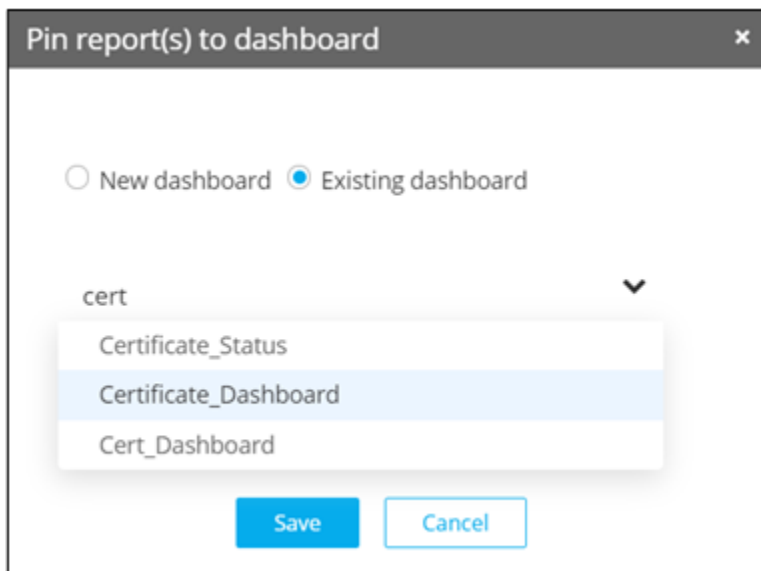 Pin report(s) to dashboard ×
New dashboard Existing dashboard
cert
Certificate_Status
Certificate_Dashboard
Cert_Dashboard
Save Cancel